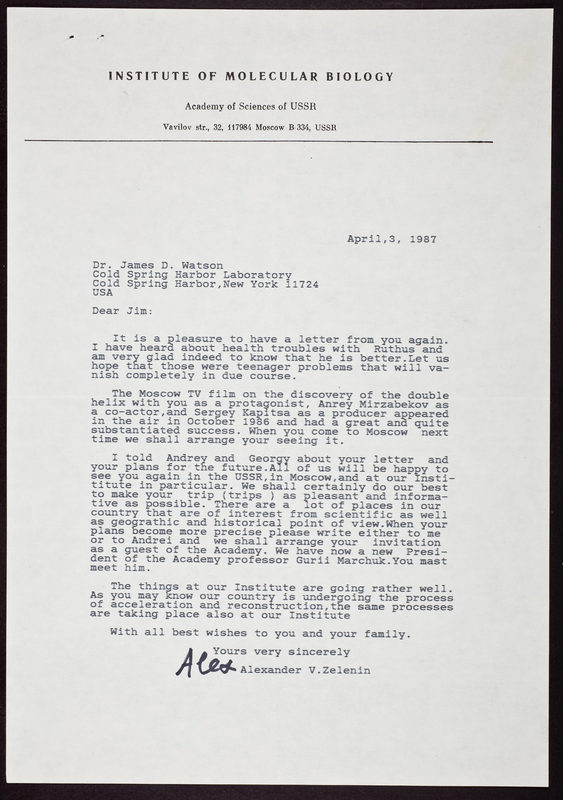 INSTITUTE OF MOLECULAR BIOLOGY
Academy of Sciences of USSR
Vavilov str., 32, 117984 Moscow B-334, USSR
April,3, 1987
Dr. James D. Watson
Cold Spring Harbor Laboratory
Cold Spring Harbor,New York 11724
USA
Dear Jim:
It is a pleasure to have a letter from you again.
I have heard about health troubles with Ruthus and
am very glad indeed to know that he is better.Let us
hope that those were teenager problems that will va-
nish completely in due course.
The Moscow TV film on the discovery of the double
helix with you as a protagonist, Anrey Mirzabekov as
a co-actor,and Sergey Kapitsa as a producer appeared
in the air in October 1986 and had a great and quite
substantiated success. When you come to Moscow next
time we shall arrange your seeing it.
I told Andrey and Georgy about your letter and
your plans for the future.All of us will be happy to
see you again in the USSR,in Moscow,and at our Insti-
titute in particular. We shall certainly do our best
to make your trip (trips ) as pleasant and informa-
tive as possible. There are a lot of places in our
country that are of interest from scientific as well
as geograthic and historical point of view.When your
plans become more precise please write either to me
or to Andrei and we shall arrange your invitation
as a guest of the Academy. We have now a new Presi-
dent of the Academy professor Gurii Marchuk.You mast
meet him.
The things at our Institute are going rather well.
As you may know our country is undergoing the process
of acceleration and reconstruction,the same processes
are taking place also at our Institute
With all best wishes to you and your family.
Yours very sincerely
Alex Alexander V.Zelenin